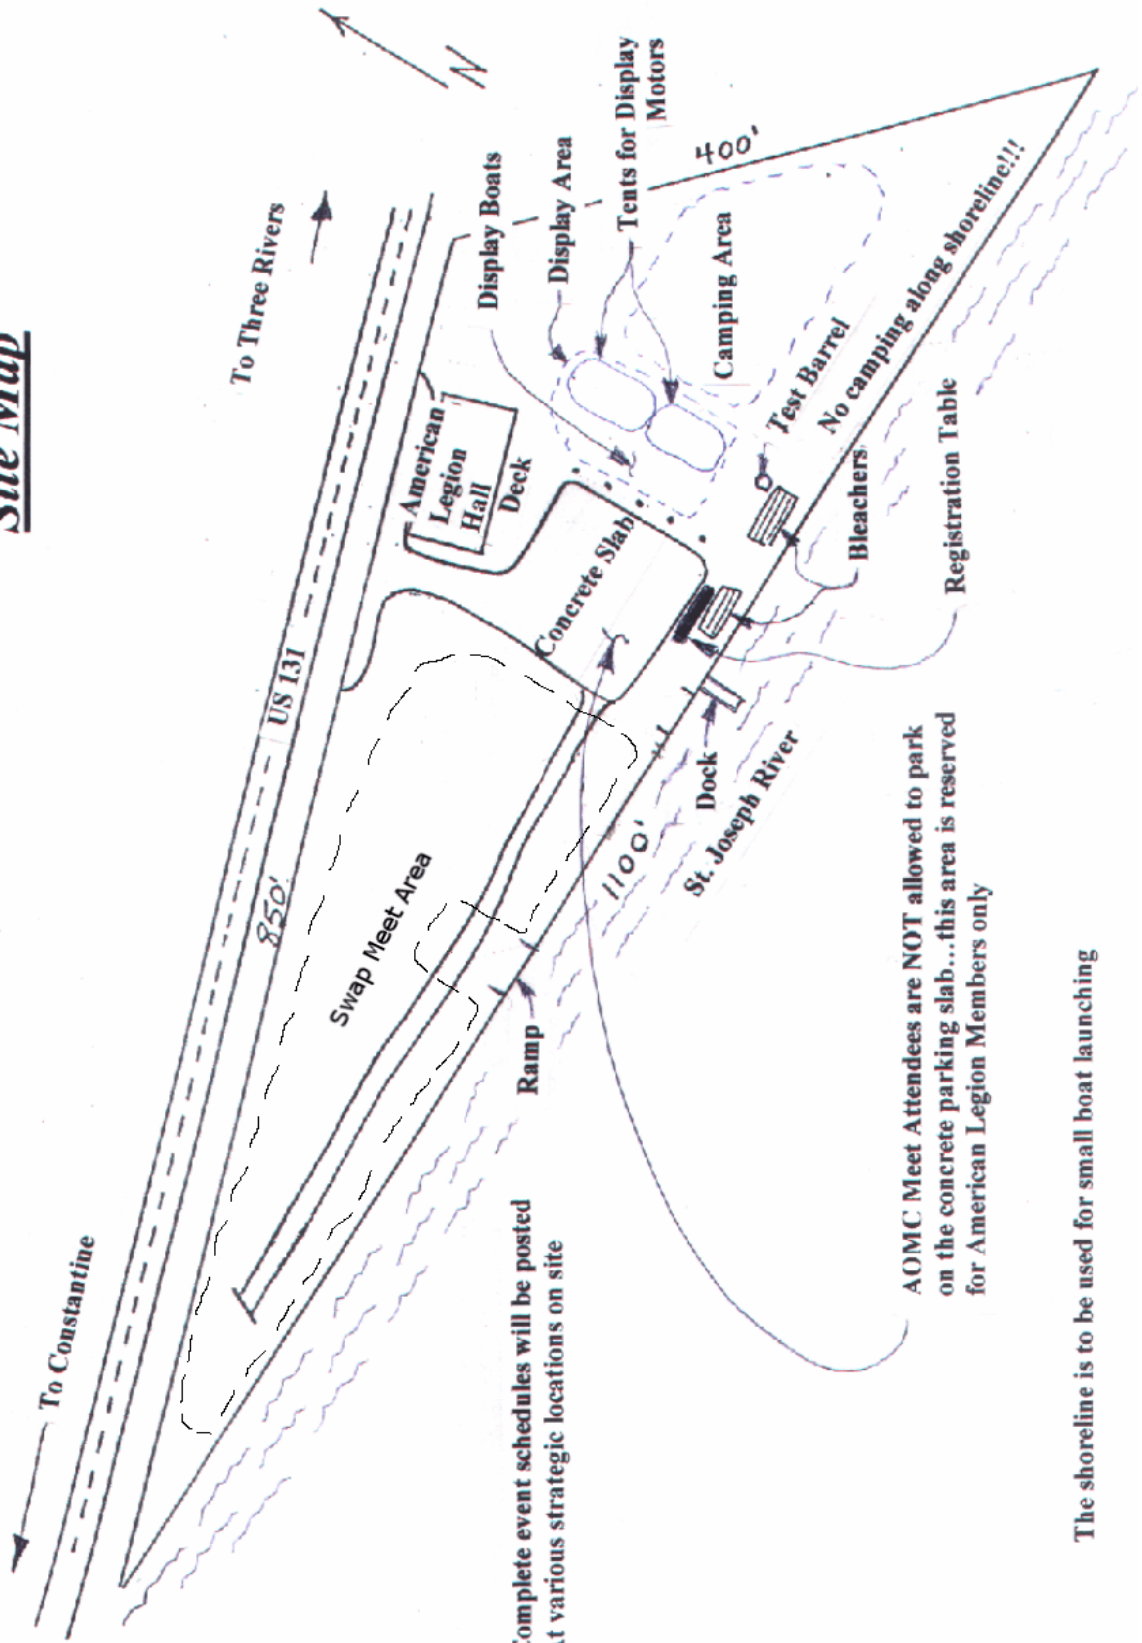 Site Map
N
To Three Rivers
To Constantine
US 131
850'
American
Legion
Hall
Deck
Display Boats
Display Area
Tents for Display
Motors
400'
Camping Area
Concrete Slab
Test Barrel
No camping along shoreline!!!
Swap Meet Area
Bleachers
Registration Table
Dock
1100'
St. Joseph River
Ramp
Complete event schedules will be posted
At various strategic locations on site
AOMC Meet Attendees are NOT allowed to park
on the concrete parking slab...this area is reserved
for American Legion Members only
The shoreline is to be used for small boat launching